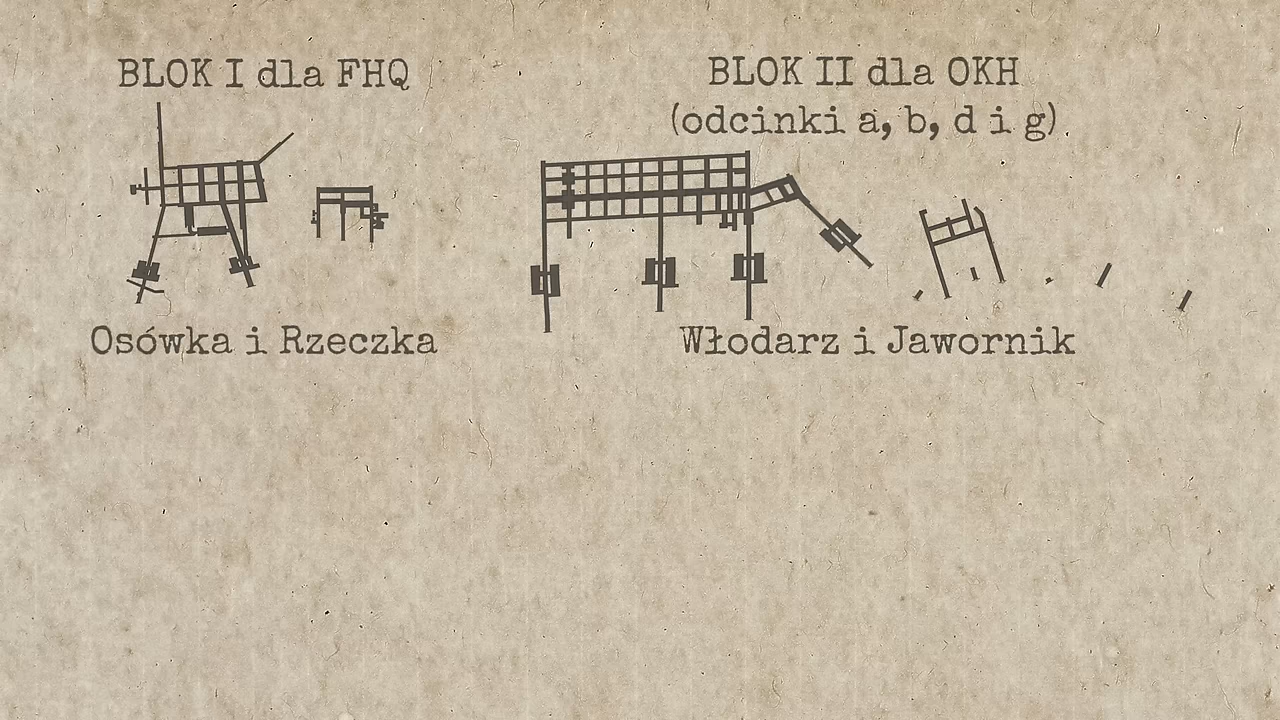 BLOK I dla FHQ
Osówka i Rzeczka
BLOK II dla OKH
(odcinki a, b, d i g)
Włodarz i Jawornik